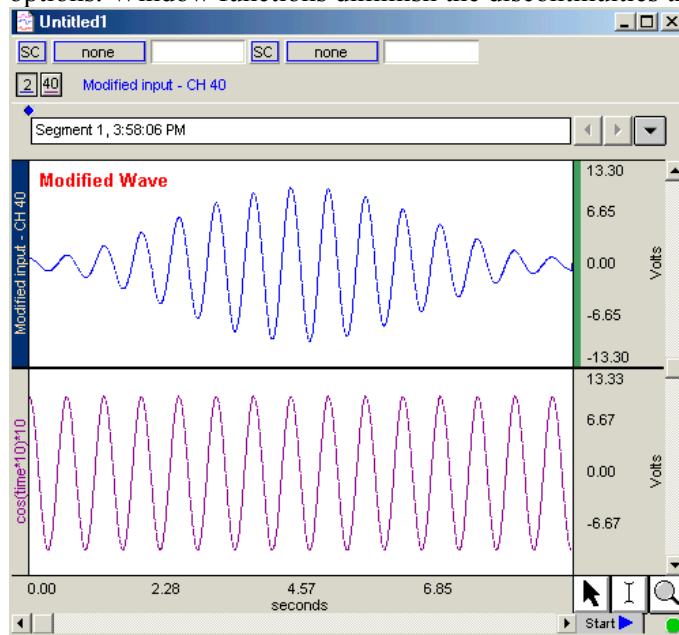 Untitled1
SC none SC none
2 40 Modified input - CH 40
Segment 1, 3:58:06 PM
Modified Wave
Modified input - CH 40
13.30
6.65
0.00
-6.65
-13.30
Volts
cos(time*10)*10
13.33
6.67
0.00
-6.67
Volts
0.00 2.28 4.57 6.85
seconds
Start